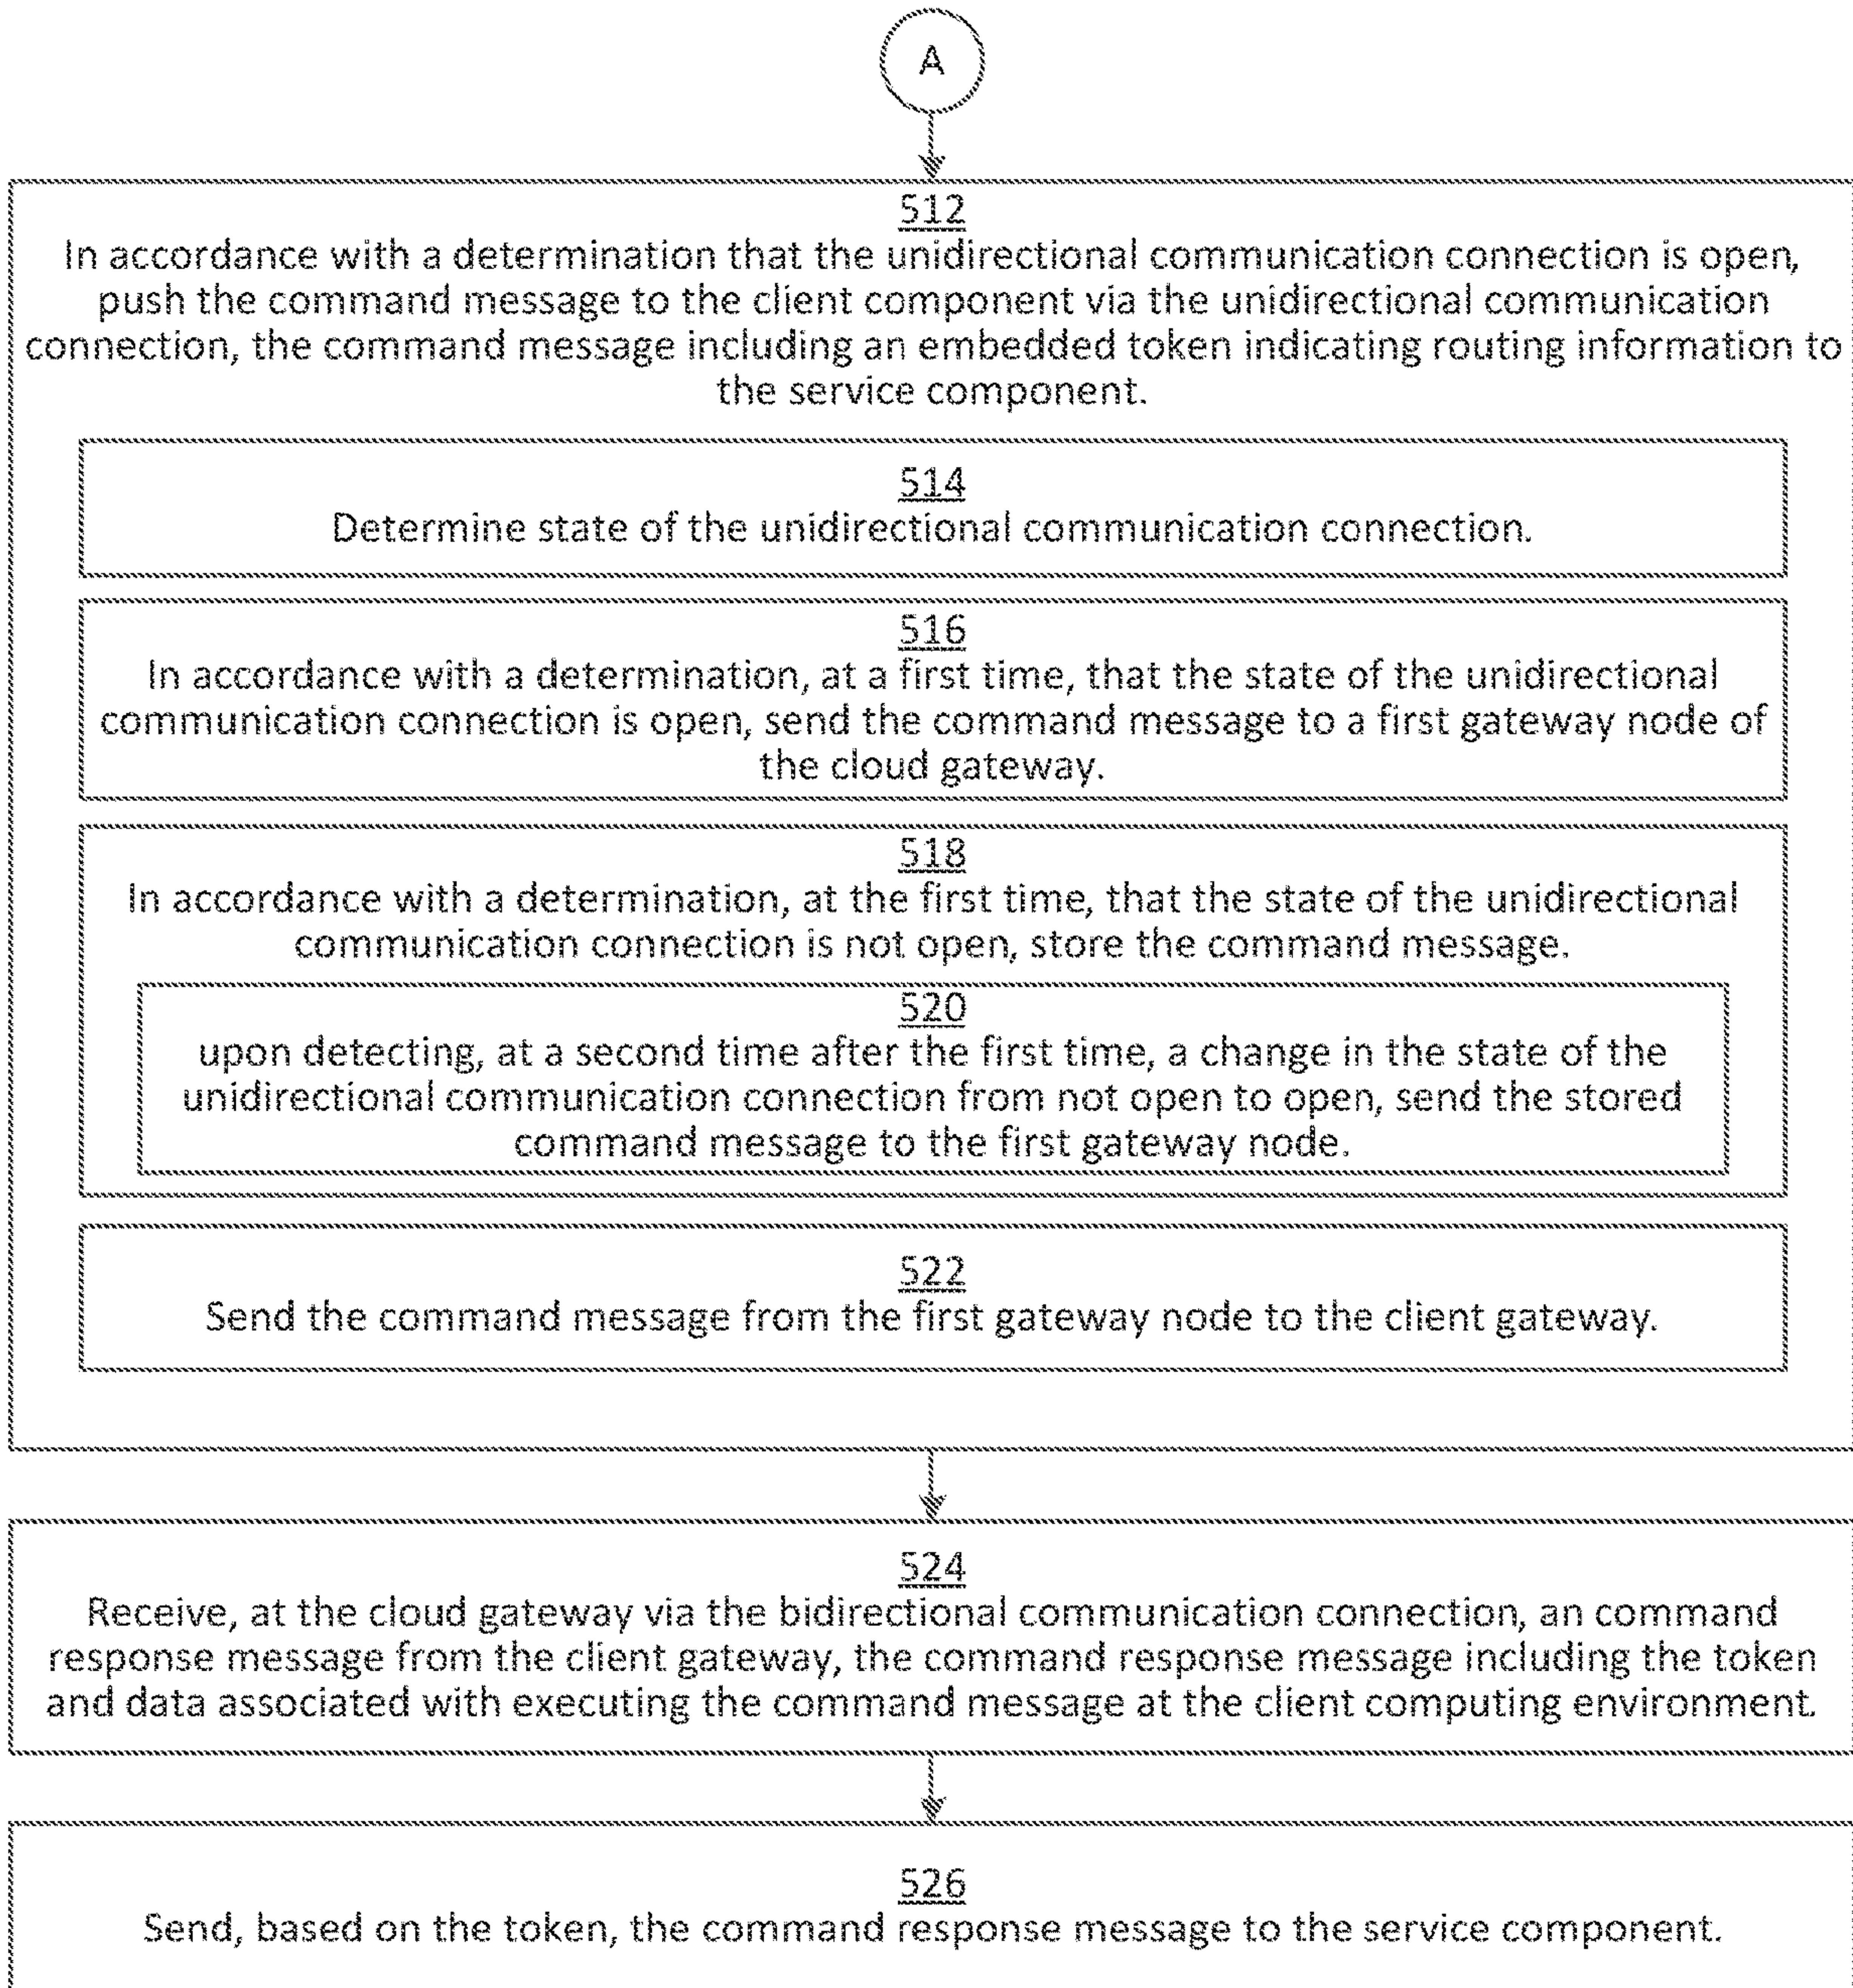 A
512
In accordance with a determination that the unidirectional communication connection is open,
push the command message to the client component via the unidirectional communication
connection, the command message including an embedded token indicating routing information to
the service component.
514
Determine state of the unidirectional communication connection.
516
In accordance with a determination, at a first time, that the state of the unidirectional
communication connection is open, send the command message to a first gateway node of
the cloud gateway.
518
In accordance with a determination, at the first time, that the state of the unidirectional
communication connection is not open, store the command message.
520
upon detecting, at a second time after the first time, a change in the state of the
unidirectional communication connection from not open to open, send the stored
command message to the first gateway node.
522
Send the command message from the first gateway node to the client gateway.
524
Receive, at the cloud gateway via the bidirectional communication connection, an command
response message from the client gateway, the command response message including the token
and data associated with executing the command message at the client computing environment.
526
Send, based on the token, the command response message to the service component.